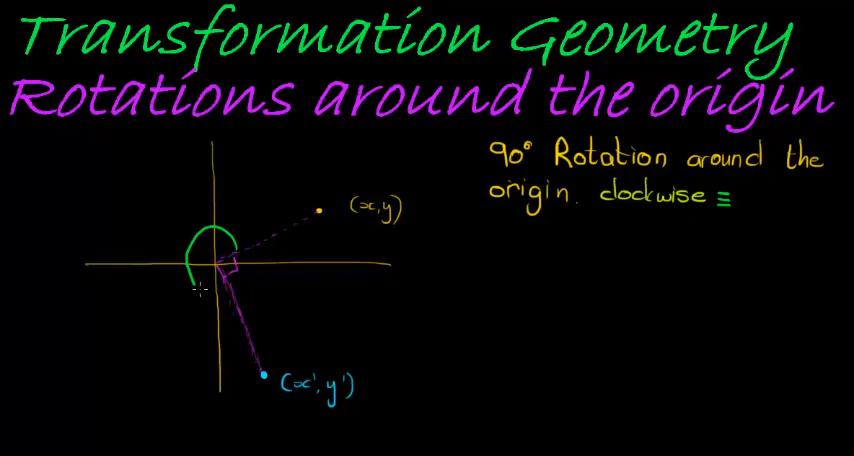 Transformation Geometry
Rotations around the origin
90° Rotation around the
origin. clockwise ≡
(x,y)
(x',y')